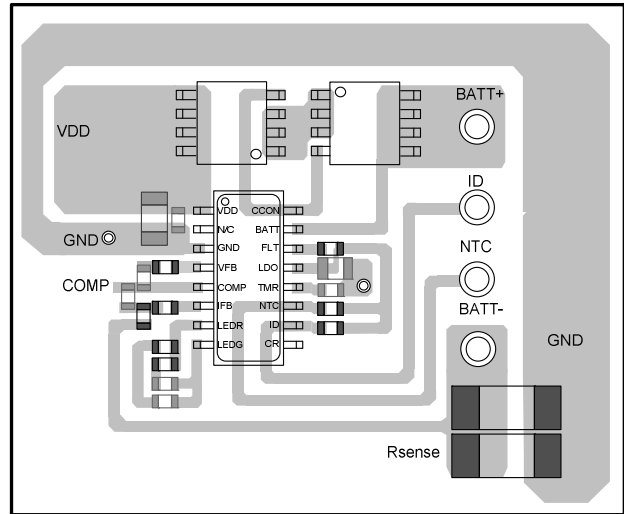 BATT+
VDD
ID
VDD CCON
N/C BATT
GND
GND FLT
NTC
VFB LDO
COMP
COMP TMR
IFB NTC
BATT-
LEDR ID
LEDG CR
GND
Rsense